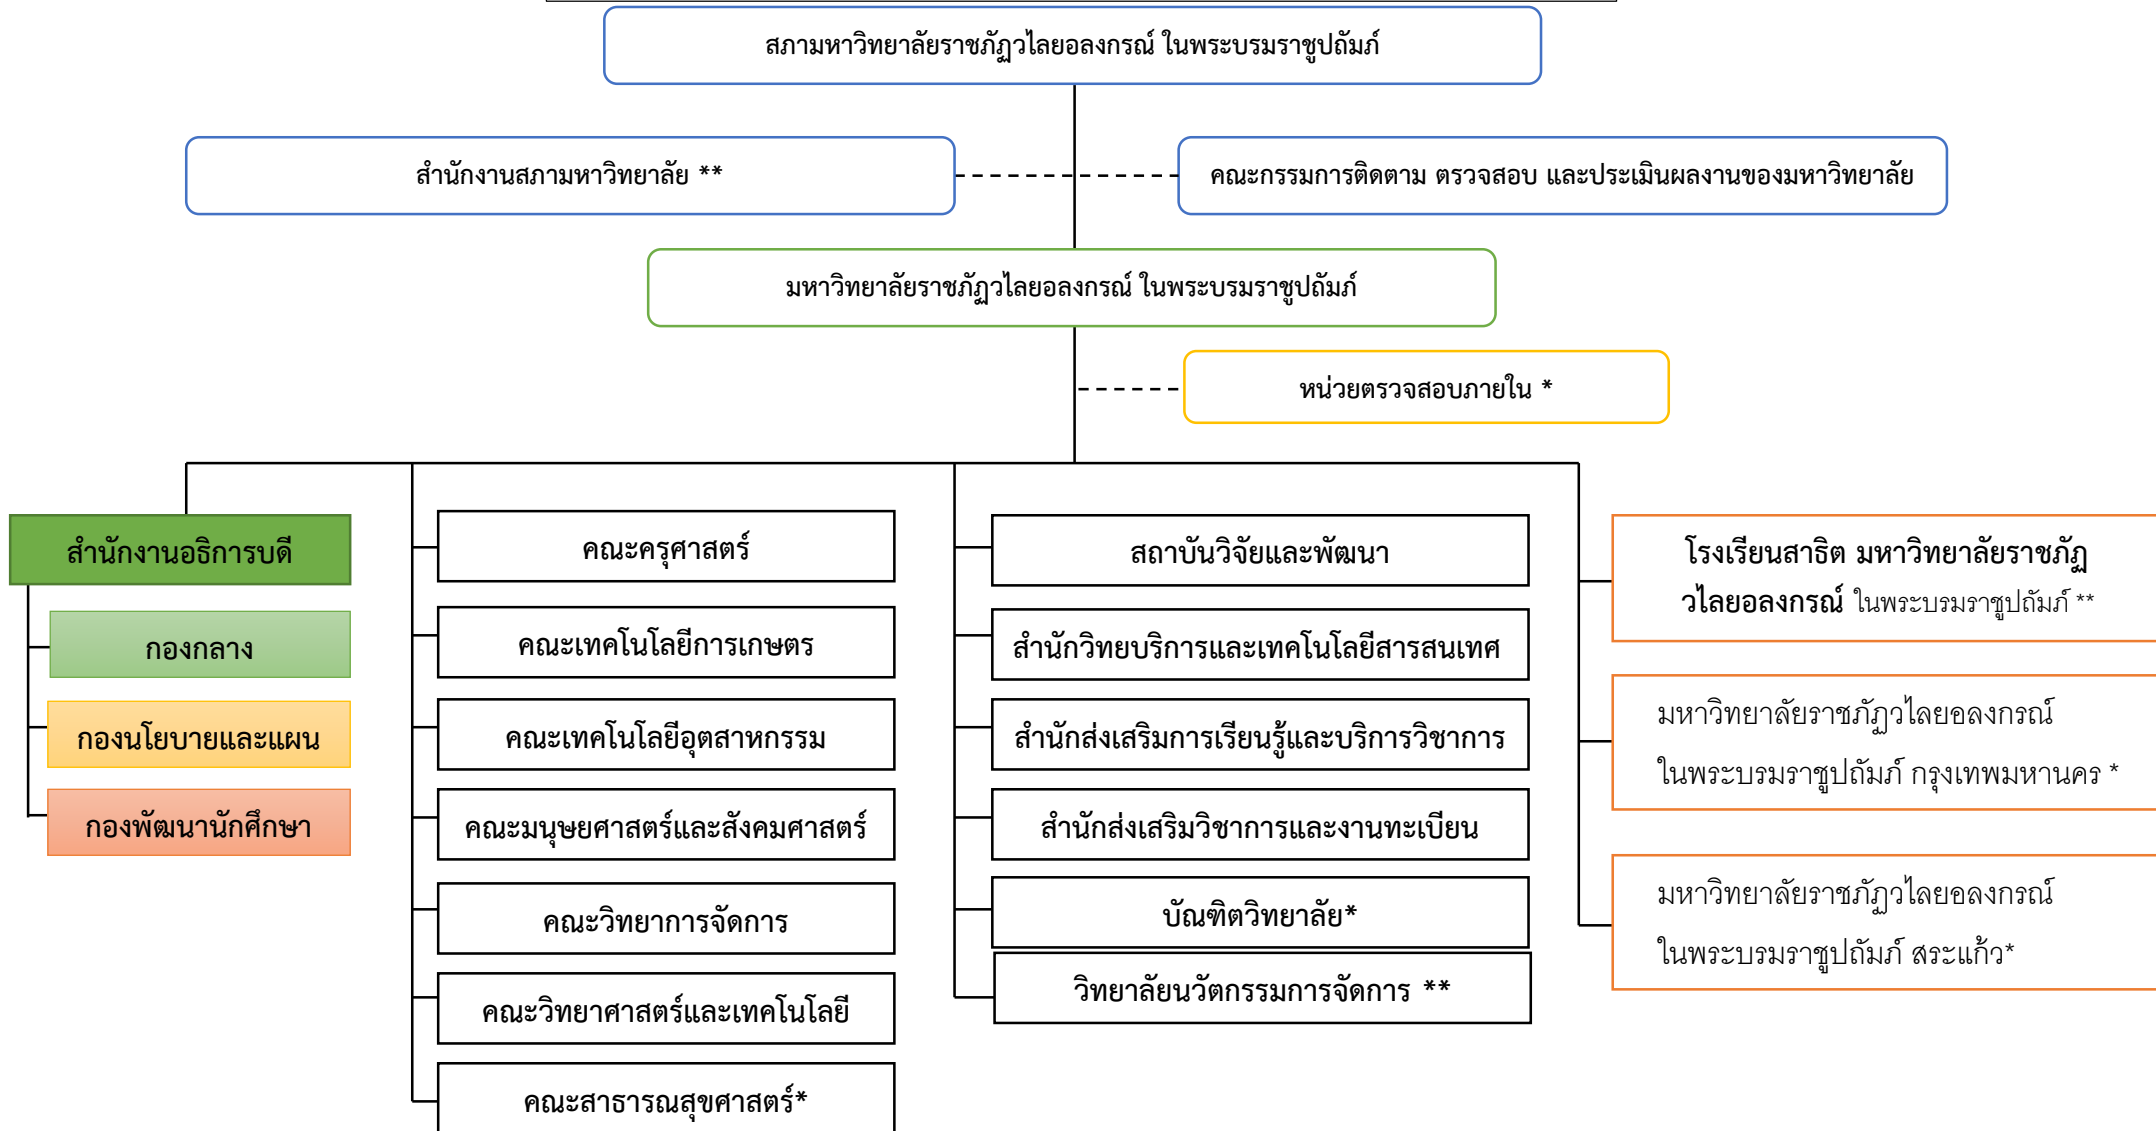 สภามหาวิทยาลัยราชภัฏวไลยอลงกรณ์ ในพระบรมราชูปถัมภ์
สำนักงานสภามหาวิทยาลัย **
คณะกรรมการติดตาม ตรวจสอบ และประเมินผลงานของมหาวิทยาลัย
มหาวิทยาลัยราชภัฏวไลยอลงกรณ์ ในพระบรมราชูปถัมภ์
หน่วยตรวจสอบภายใน *
สำนักงานอธิการบดี
กองกลาง
กองนโยบายและแผน
กองพัฒนานักศึกษา
คณะครุศาสตร์
คณะเทคโนโลยีการเกษตร
คณะเทคโนโลยีอุตสาหกรรม
คณะมนุษยศาสตร์และสังคมศาสตร์
คณะวิทยาการจัดการ
คณะวิทยาศาสตร์และเทคโนโลยี
คณะสาธารณสุขศาสตร์*
สถาบันวิจัยและพัฒนา
สำนักวิทยบริการและเทคโนโลยีสารสนเทศ
สำนักส่งเสริมการเรียนรู้และบริการวิชาการ
สำนักส่งเสริมวิชาการและงานทะเบียน
บัณฑิตวิทยาลัย*
วิทยาลัยนวัตกรรมการจัดการ **
โรงเรียนสาธิต มหาวิทยาลัยราชภัฏ
วไลยอลงกรณ์ ในพระบรมราชูปถัมภ์ **
มหาวิทยาลัยราชภัฏวไลยอลงกรณ์
ในพระบรมราชูปถัมภ์ กรุงเทพมหานคร *
มหาวิทยาลัยราชภัฏวไลยอลงกรณ์
ในพระบรมราชูปถัมภ์ สระแก้ว*